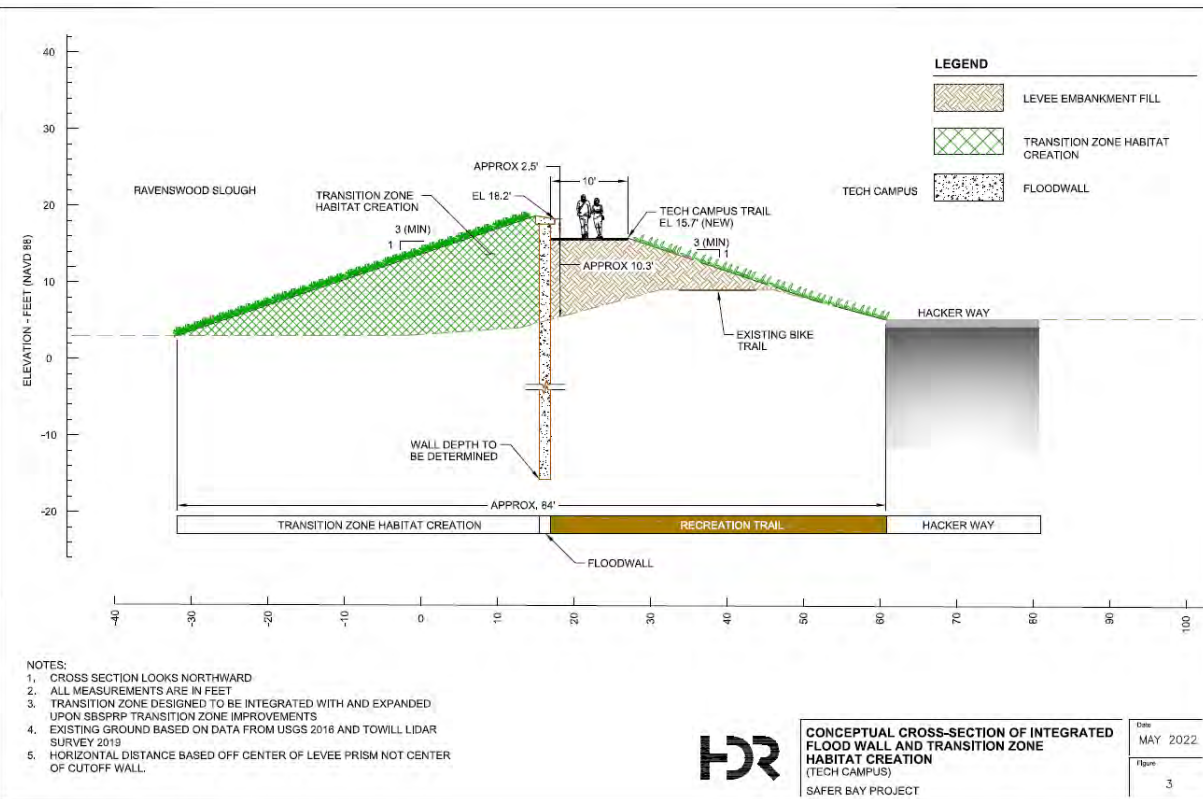 40
30
20
10
0
-10
-20
ELEVATION - FEET (NAVD 88)
LEGEND
LEVEE EMBANKMENT FILL
TRANSITION ZONE HABITAT
CREATION
FLOODWALL
RAVENSWOOD SLOUGH
TRANSITION ZONE
HABITAT CREATION
3 (MIN)
1
APPROX 2.5'
EL 18.2'
10'
TECH CAMPUS
TECH CAMPUS TRAIL
EL 15.7' (NEW)
3 (MIN)
1
APPROX 10.3'
EXISTING BIKE
TRAIL
HACKER WAY
WALL DEPTH TO
BE DETERMINED
APPROX. 64'
TRANSITION ZONE HABITAT CREATION
RECREATION TRAIL
HACKER WAY
FLOODWALL
-40
-30
-20
-10
0
10
20
30
40
50
60
70
80
90
100
NOTES:
1. CROSS SECTION LOOKS NORTHWARD
2. ALL MEASUREMENTS ARE IN FEET
3. TRANSITION ZONE DESIGNED TO BE INTEGRATED WITH AND EXPANDED
UPON SBSPRP TRANSITION ZONE IMPROVEMENTS
4. EXISTING GROUND BASED ON DATA FROM USGS 2016 AND TOWILL LIDAR
SURVEY 2019
5. HORIZONTAL DISTANCE BASED OFF CENTER OF LEVEE PRISM NOT CENTER
OF CUTOFF WALL.
HDR
CONCEPTUAL CROSS-SECTION OF INTEGRATED
FLOOD WALL AND TRANSITION ZONE
HABITAT CREATION
(TECH CAMPUS)
SAFER BAY PROJECT
Date
MAY 2022
Figure
3